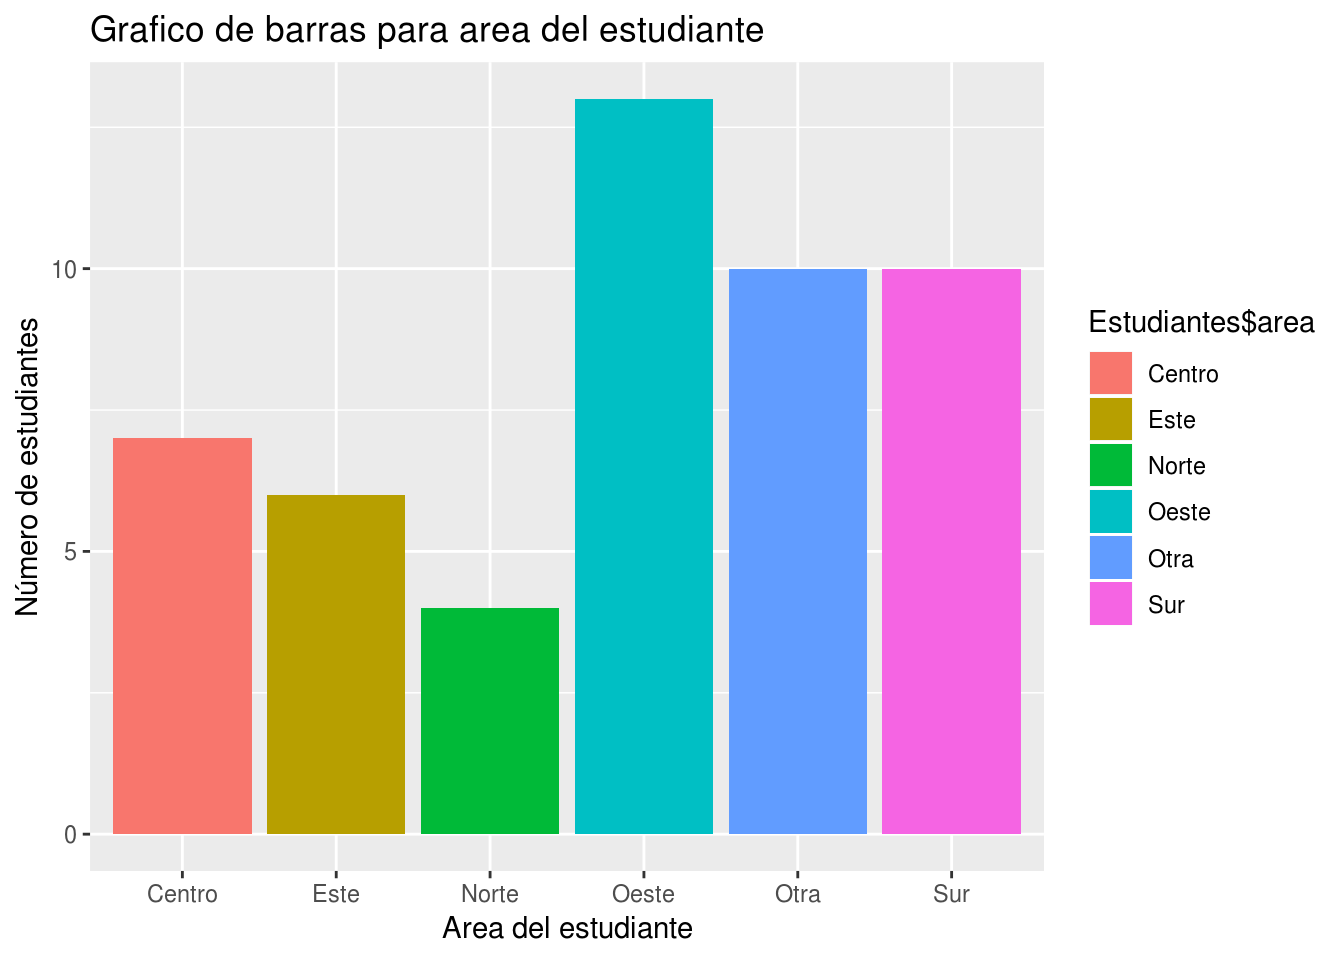 Grafico de barras para area del estudiante
Número de estudiantes
10
5
0
Centro
Este
Norte
Oeste
Otra
Sur
Area del estudiante
Estudiantes$area
Centro
Este
Norte
Oeste
Otra
Sur